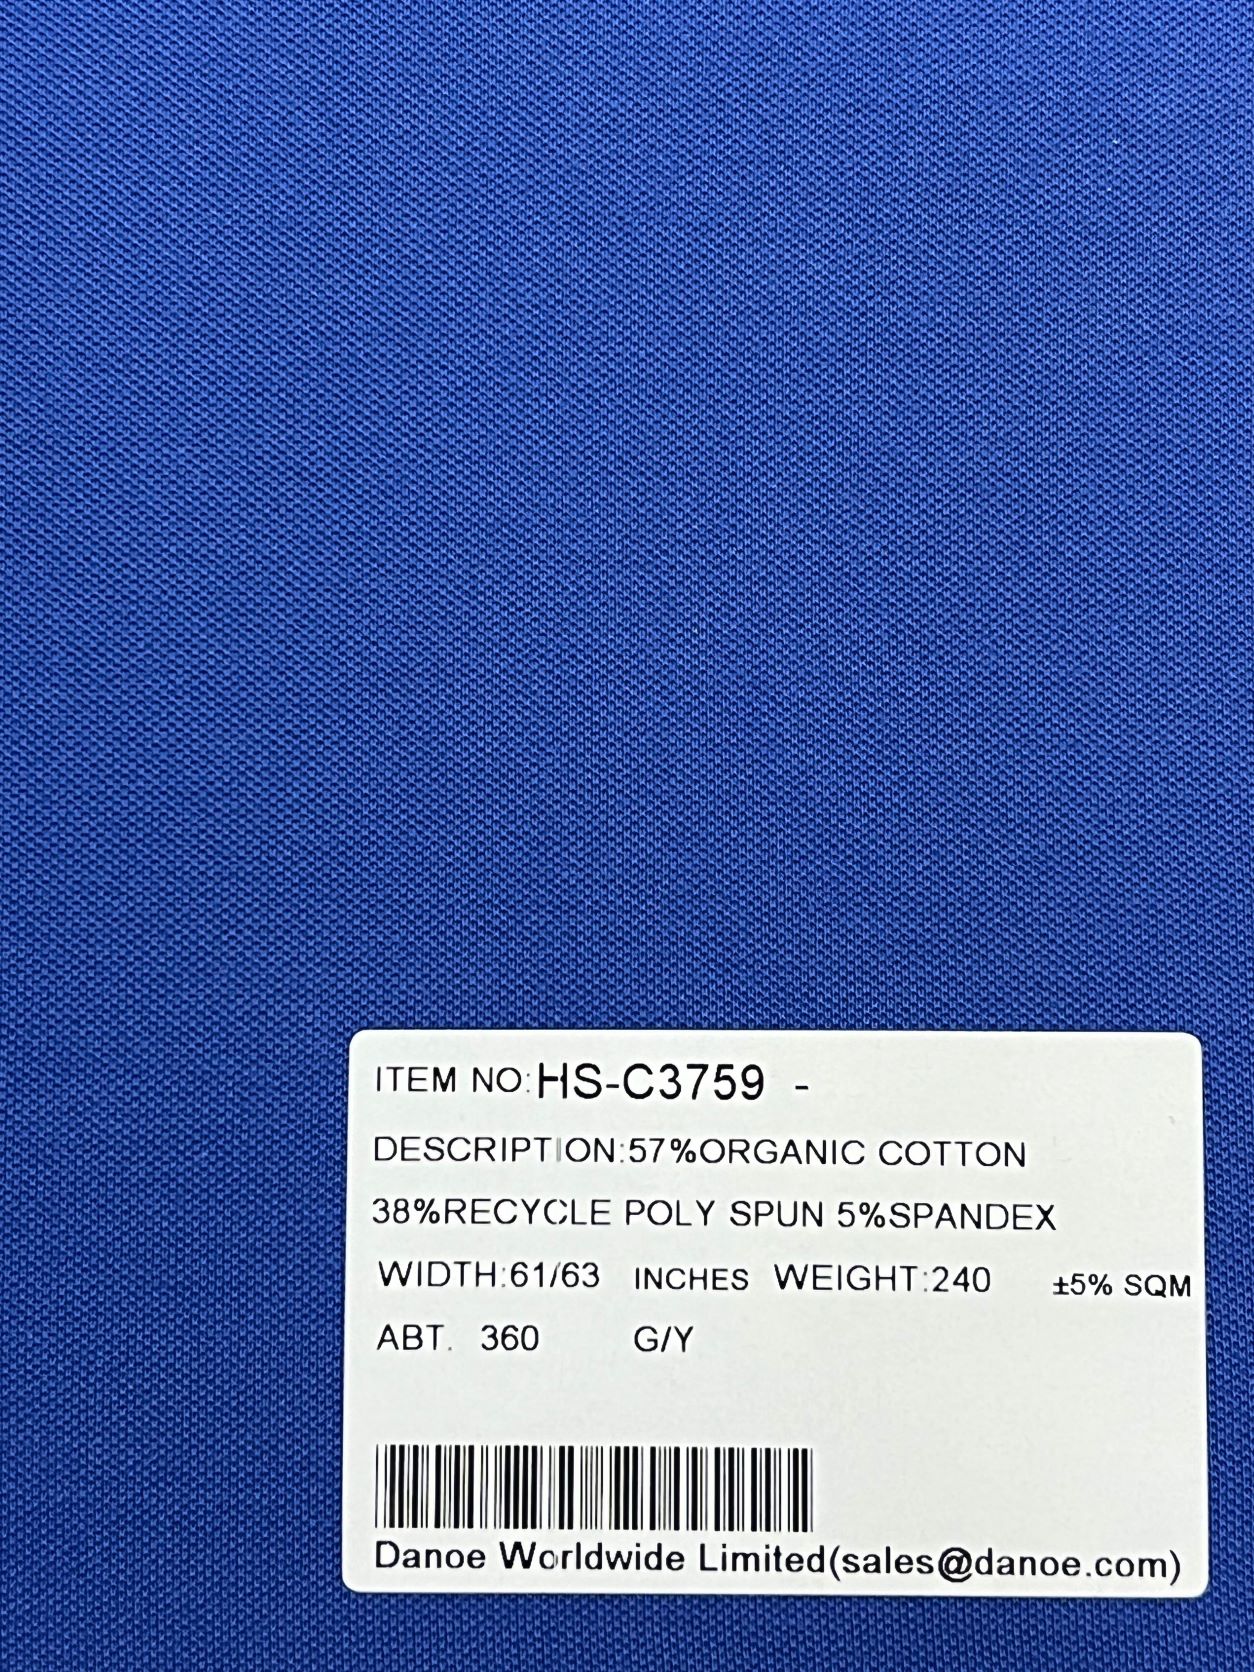 ITEM NO:HS-C3759 -
DESCRIPTION:57%ORGANIC COTTON
38%RECYCLE POLY SPUN 5%SPANDEX
WIDTH:61/63 INCHES WEIGHT:240 ±5% SQM
ABT. 360 G/Y
Danoe Worldwide Limited(sales@danoe.com)